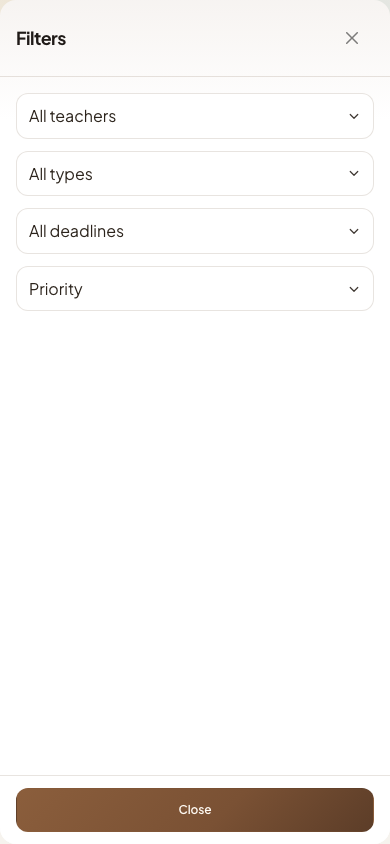 Filters
All teachers
All types
All deadlines
Priority
Close